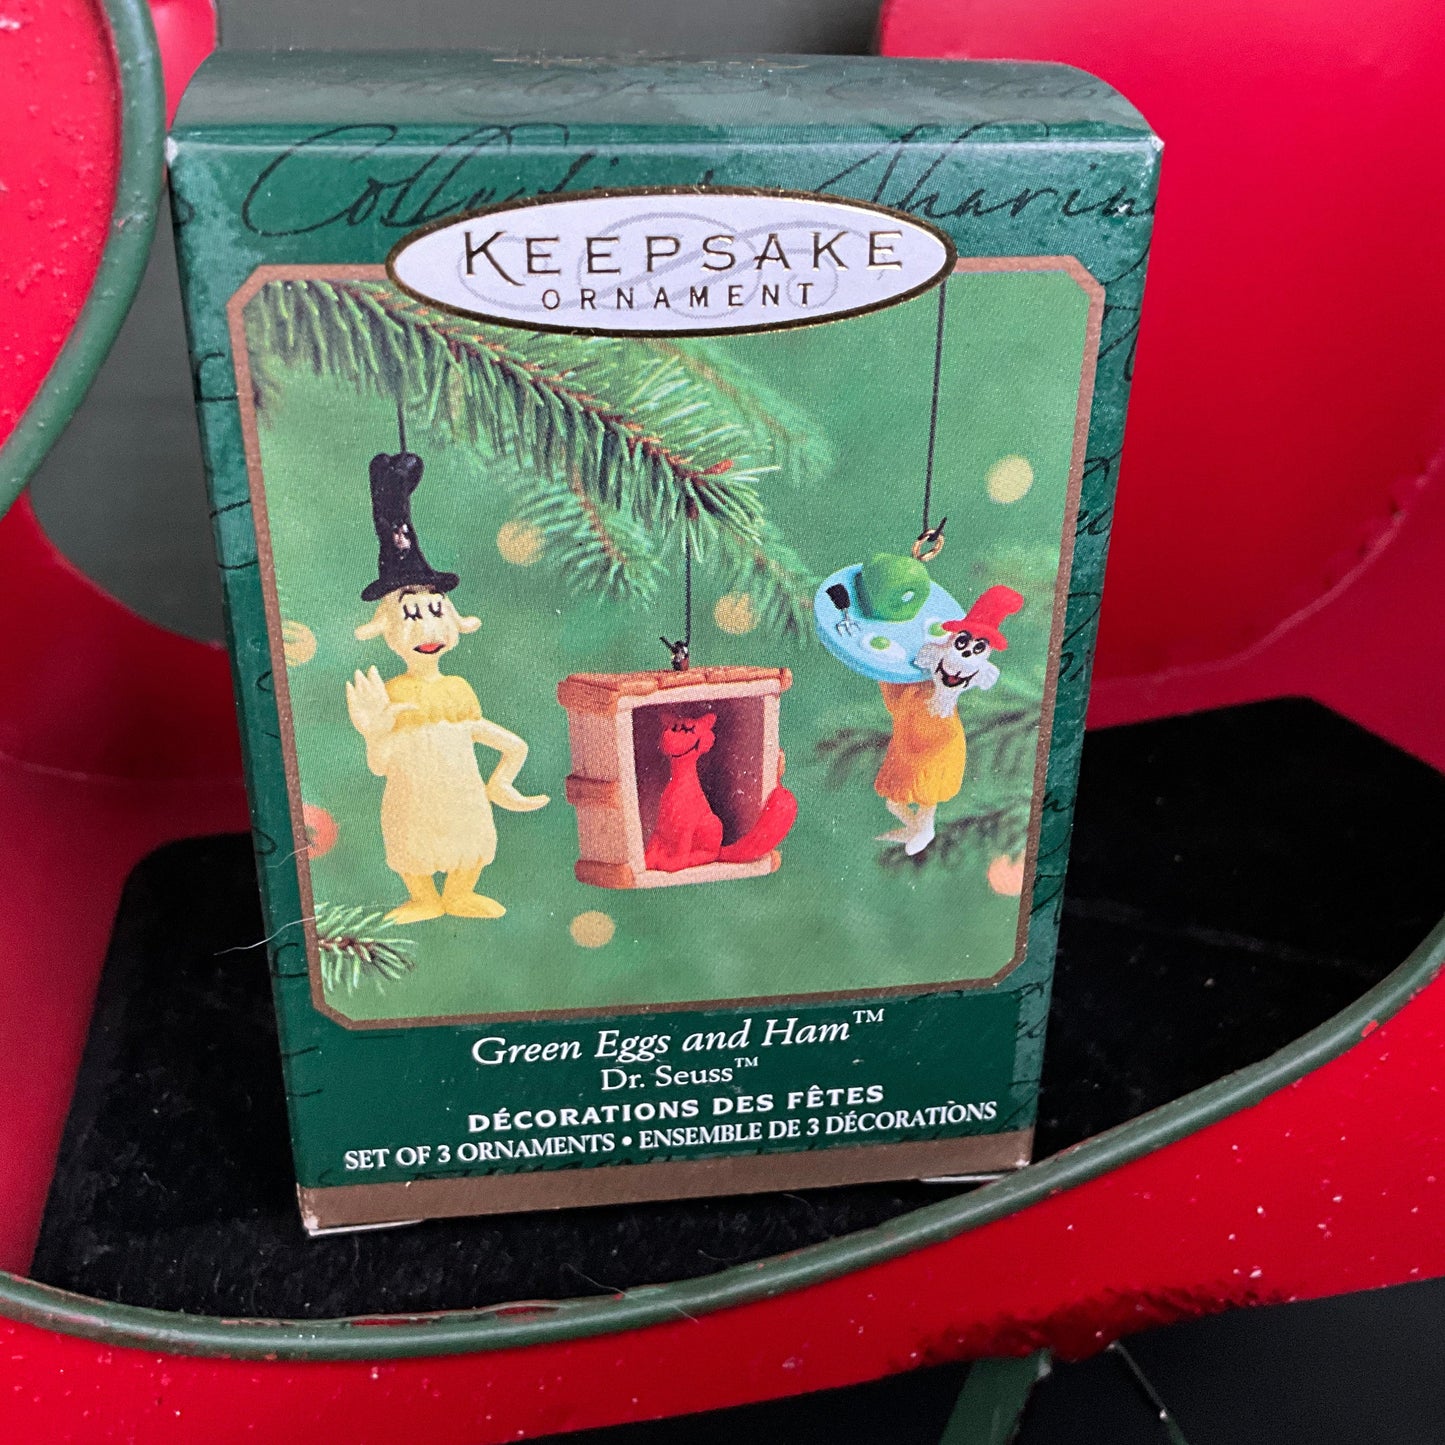 KEEPSAKE
ORNAMENT
Green Eggs and Ham™
Dr. Seuss™
DÉCORATIONS DES FÊTES
SET OF 3 ORNAMENTS • ENSEMBLE DE 3 DÉCORATIONS